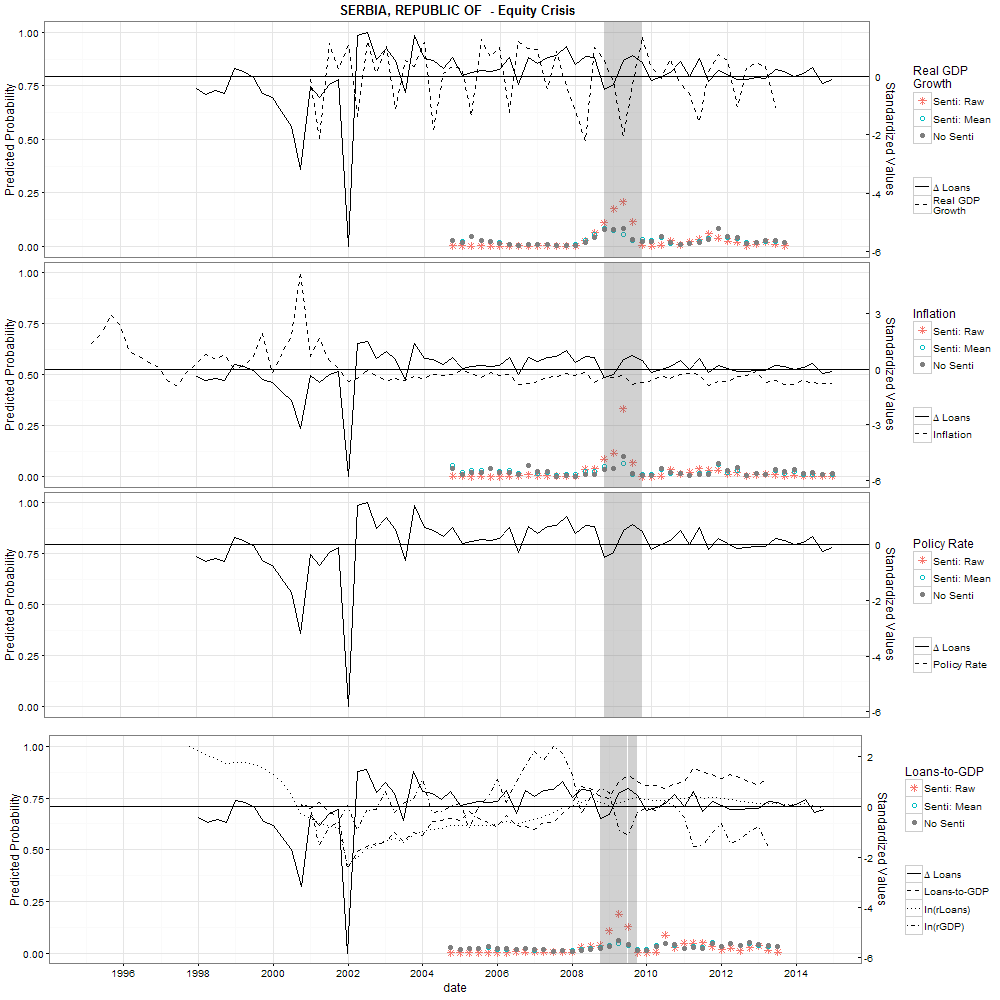 SERBIA, REPUBLIC OF - Equity Crisis
Predicted Probability
1.00
0.75
0.50
0.25
0.00
0
-2
-4
-6
Standardized Values
Real GDP
Growth
Senti: Raw
Senti: Mean
No Senti
Δ Loans
Real GDP
Growth
Predicted Probability
1.00
0.75
0.50
0.25
0.00
3
0
-3
-6
Standardized Values
Inflation
Senti: Raw
Senti: Mean
No Senti
Δ Loans
Inflation
Predicted Probability
1.00
0.75
0.50
0.25
0.00
0
-2
-4
-6
Standardized Values
Policy Rate
Senti: Raw
Senti: Mean
No Senti
Δ Loans
Policy Rate
Predicted Probability
1.00
0.75
0.50
0.25
0.00
2
0
-2
-4
-6
Standardized Values
Loans-to-GDP
Senti: Raw
Senti: Mean
No Senti
Δ Loans
Loans-to-GDP
ln(rLoans)
ln(rGDP)
1996 1998 2000 2002 2004 2006 2008 2010 2012 2014
date